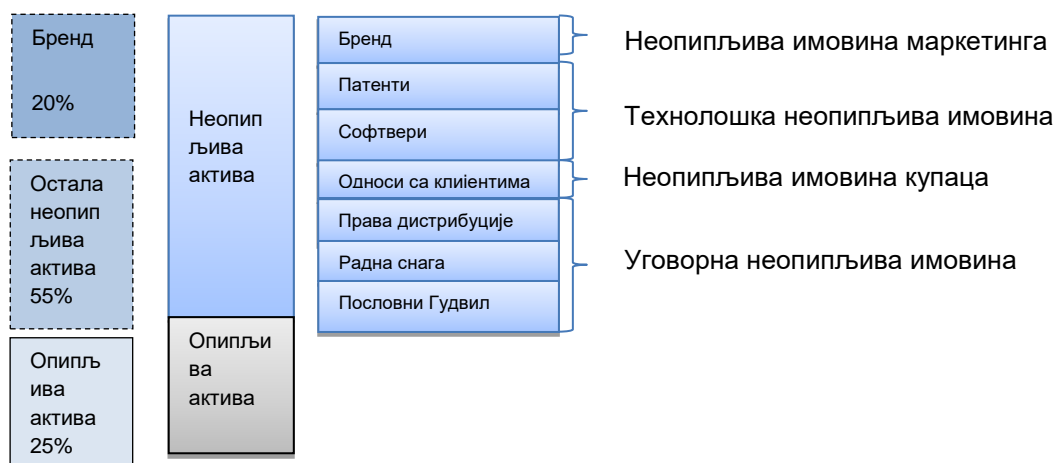 Бренд
20%
Остала
неопип
љива
актива
55%
Опипљ
ива
актива
25%
Неопип
љива
актива
Опипљи
ва
актива
Бренд
Патенти
Софтвери
Односи са клијентима
Права дистрибуције
Радна снага
Пословни Гудвил
Неопипљива имовина маркетинга
Технолошка неопипљива имовина
Неопипљива имовина купаца
Уговорна неопипљива имовина